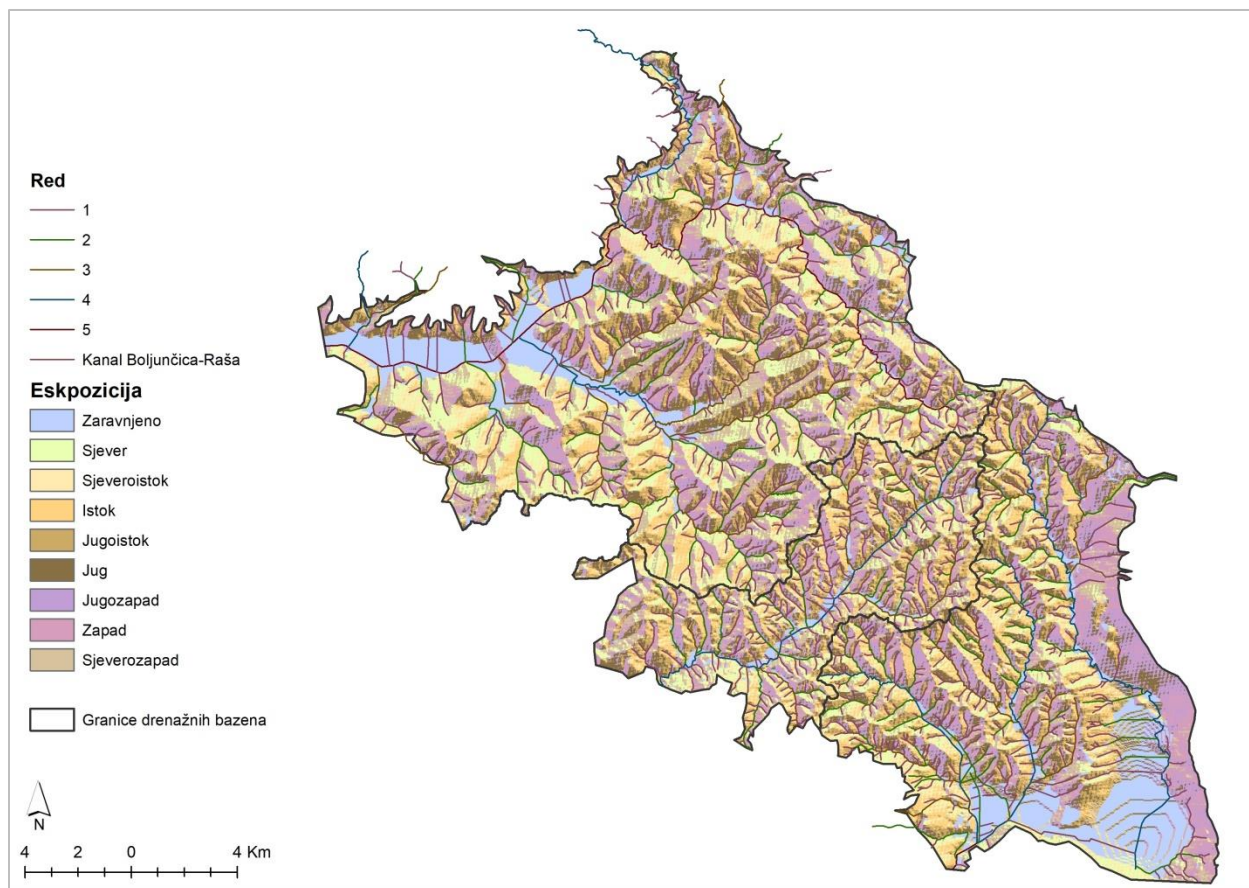 Red
1
2
3
4
5
Kanal Boljunčica-Raša
Eskpozicija
Zaravnjeno
Sjever
Sjeveroistok
Istok
Jugoistok
Jug
Jugozapad
Zapad
Sjeverozapad
Granice drenažnih bazena
N
4 2 0 4 Km